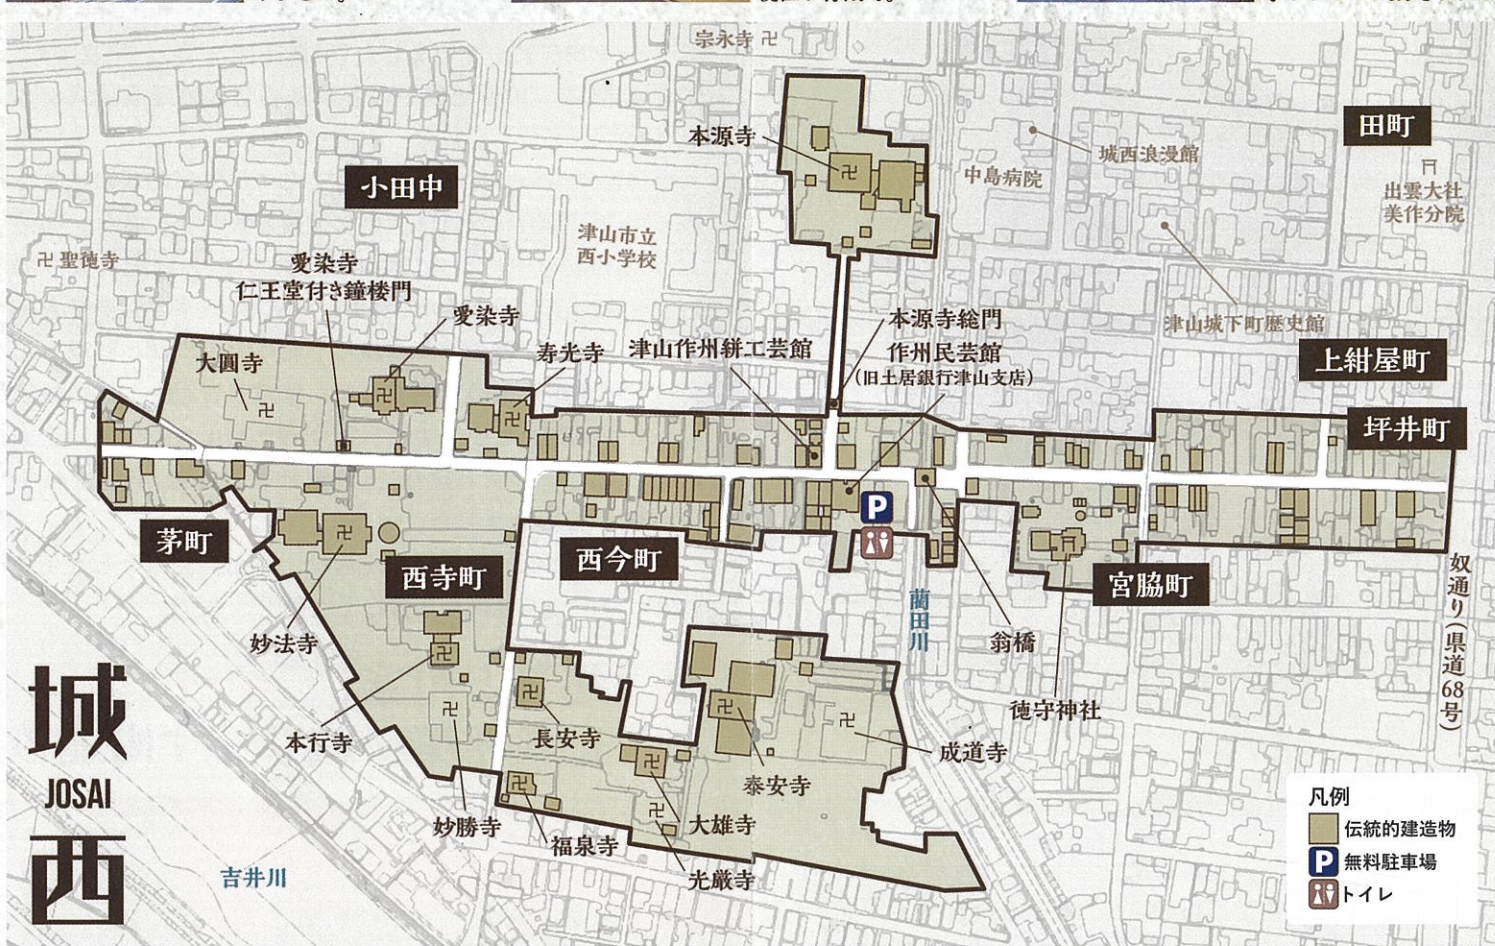 宗永寺
本源寺
田町
城西浪漫館
中島病院
出雲大社
美作分院
小田中
津山市立
西小学校
聖徳寺
愛染寺
仁王堂付き鐘楼門
愛染寺
津山城下町歴史館
本源寺総門
寿光寺
津山作州絣工芸館
作州民芸館
(旧土居銀行津山支店)
大圓寺
上紺屋町
坪井町
P
茅町
西寺町
西今町
宮脇町
奴通り(県道68号)
藺田川
翁橋
妙法寺
徳守神社
本行寺
長安寺
成道寺
泰安寺
妙勝寺
大雄寺
福泉寺
光厳寺
吉井川
城
JOSAI
西
凡例
伝統的建造物
P 無料駐車場
トイレ